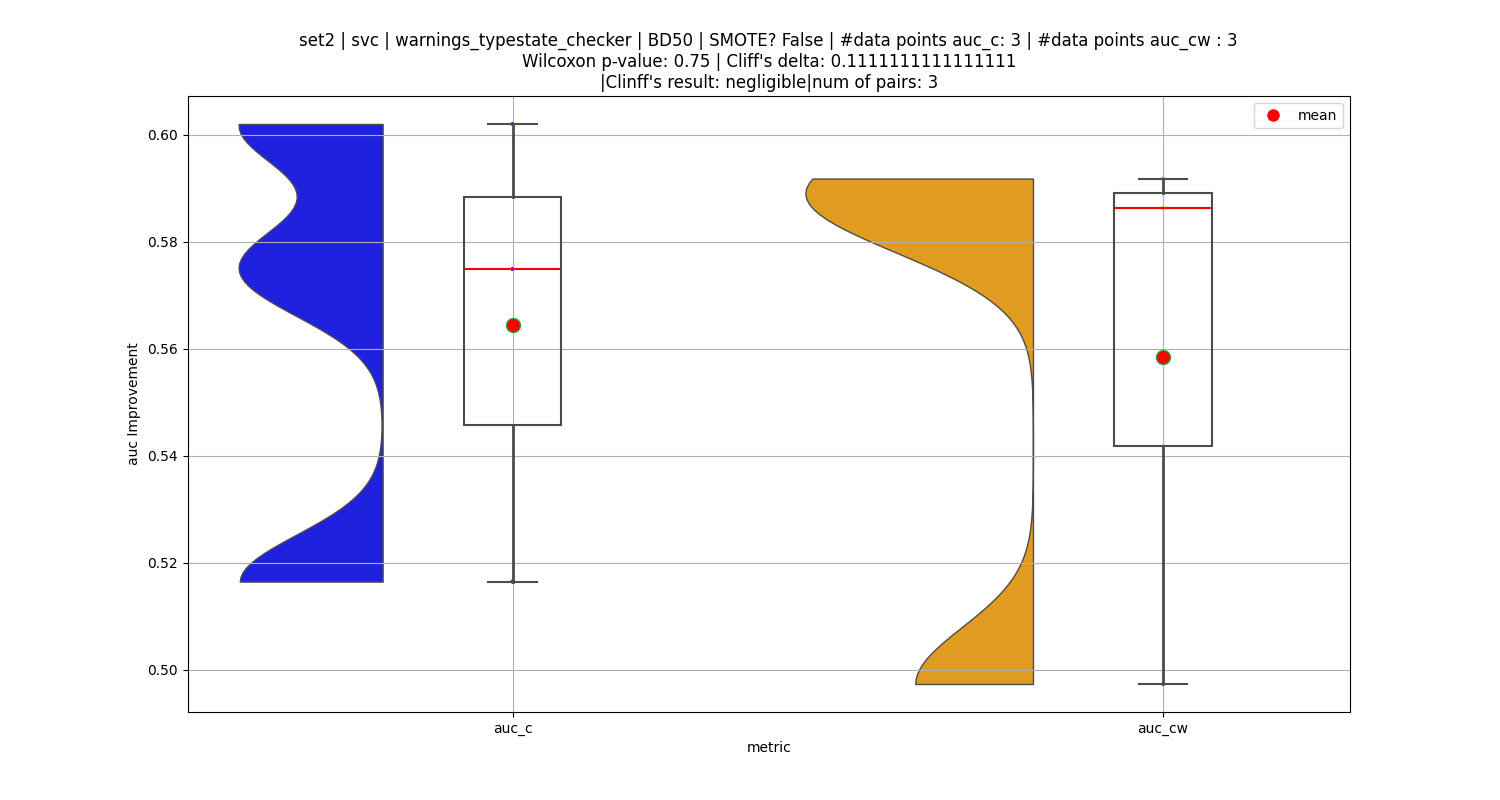 set2 | svc | warnings_typestate_checker | BD50 | SMOTE? False | #data points auc_c: 3 | #data points auc_cw : 3
Wilcoxon p-value: 0.75 | Cliff's delta: 0.1111111111111111
|Clinff's result: negligible|num of pairs: 3
mean
0.60
0.58
0.56
0.54
0.52
0.50
auc Improvement
auc_c
auc_cw
metric